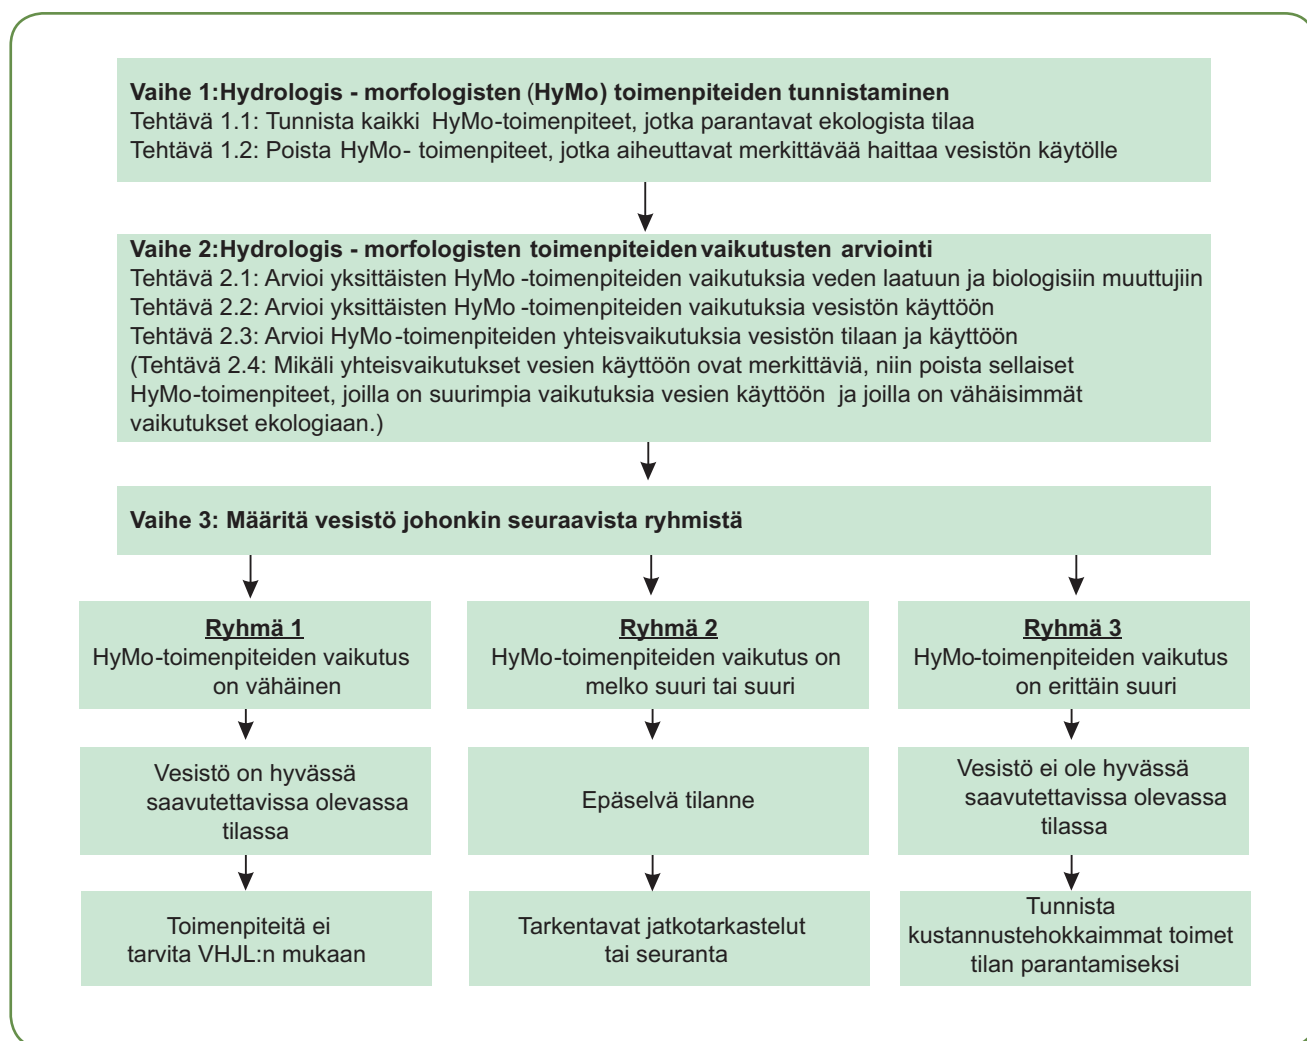 Vaihe 1:Hydrologis - morfologisten (HyMo) toimenpiteiden tunnistaminen
Tehtävä 1.1: Tunnista kaikki HyMo-toimenpiteet, jotka parantavat ekologista tilaa
Tehtävä 1.2: Poista HyMo- toimenpiteet, jotka aiheuttavat merkittävää haittaa vesistön käytölle
Vaihe 2:Hydrologis - morfologisten toimenpiteiden vaikutusten arviointi
Tehtävä 2.1: Arvioi yksittäisten HyMo -toimenpiteiden vaikutuksia veden laatuun ja biologisiin muuttujiin
Tehtävä 2.2: Arvioi yksittäisten HyMo -toimenpiteiden vaikutuksia vesistön käyttöön
Tehtävä 2.3: Arvioi HyMo-toimenpiteiden yhteisvaikutuksia vesistön tilaan ja käyttöön
(Tehtävä 2.4: Mikäli yhteisvaikutukset vesien käyttöön ovat merkittäviä, niin poista sellaiset
HyMo-toimenpiteet, joilla on suurimpia vaikutuksia vesien käyttöön ja joilla on vähäisimmät
vaikutukset ekologiaan.)
Vaihe 3: Määritä vesistö johonkin seuraavista ryhmistä
Ryhmä 1
HyMo-toimenpiteiden vaikutus
on vähäinen
Vesistö on hyvässä
saavutettavissa olevassa
tilassa
Toimenpiteitä ei
tarvita VHJL:n mukaan
Ryhmä 2
HyMo-toimenpiteiden vaikutus on
melko suuri tai suuri
Epäselvä tilanne
Tarkentavat jatkotarkastelut
tai seuranta
Ryhmä 3
HyMo-toimenpiteiden vaikutus
on erittäin suuri
Vesistö ei ole hyvässä
saavutettavissa olevassa
tilassa
Tunnista
kustannustehokkaimmat toimet
tilan parantamiseksi